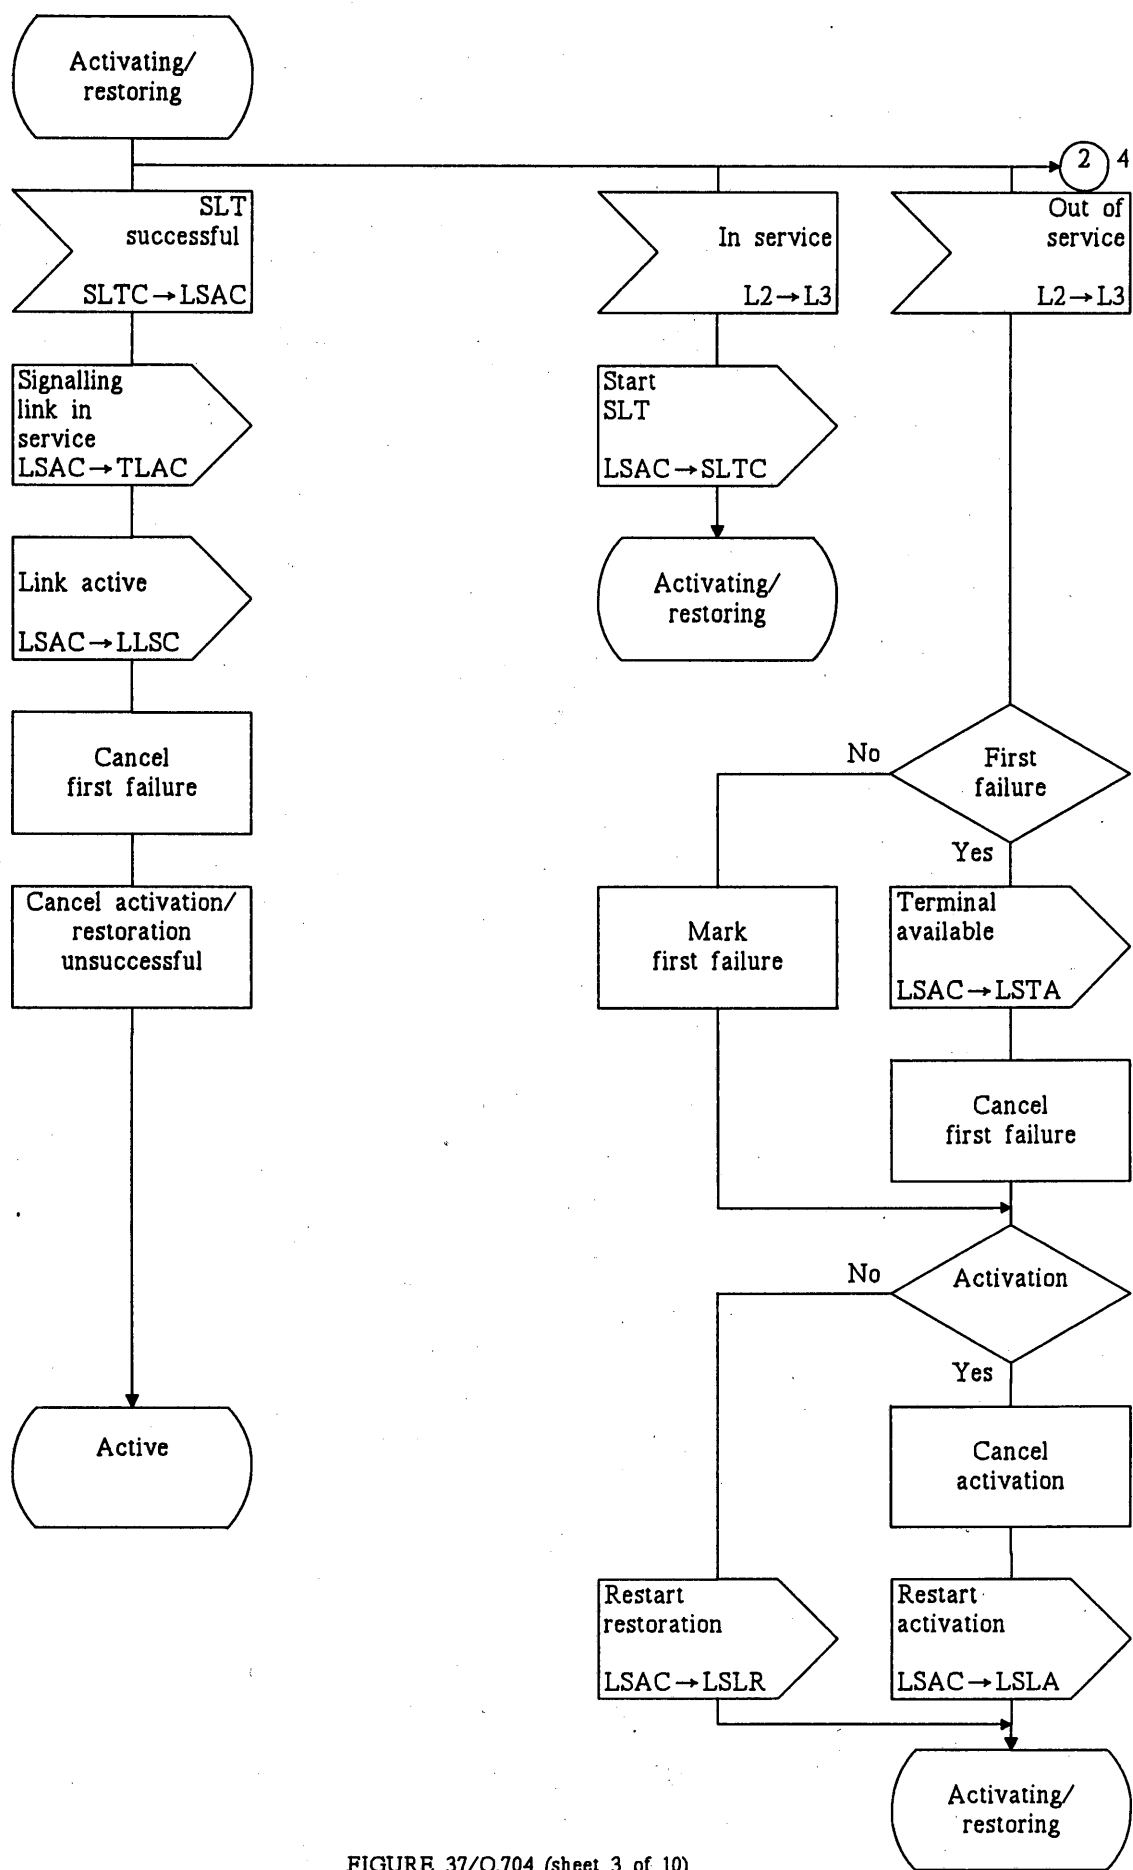 Activating/
restoring
2 4
SLT
successful
SLTC→LSAC
In service
L2→L3
Out of
service
L2→L3
Signalling
link in
service
LSAC→TLAC
Start
SLT
LSAC→SLTC
Link active
LSAC→LLSC
Activating/
restoring
Cancel
first failure
No
First
failure
Yes
Cancel activation/
restoration
unsuccessful
Mark
first failure
Terminal
available
LSAC→LSTA
Cancel
first failure
No
Activation
Yes
Active
Cancel
activation
Restart
restoration
LSAC→LSLR
Restart
activation
LSAC→LSLA
Activating/
restoring
FIGURE 37/Q.704 (sheet 3 of 10)